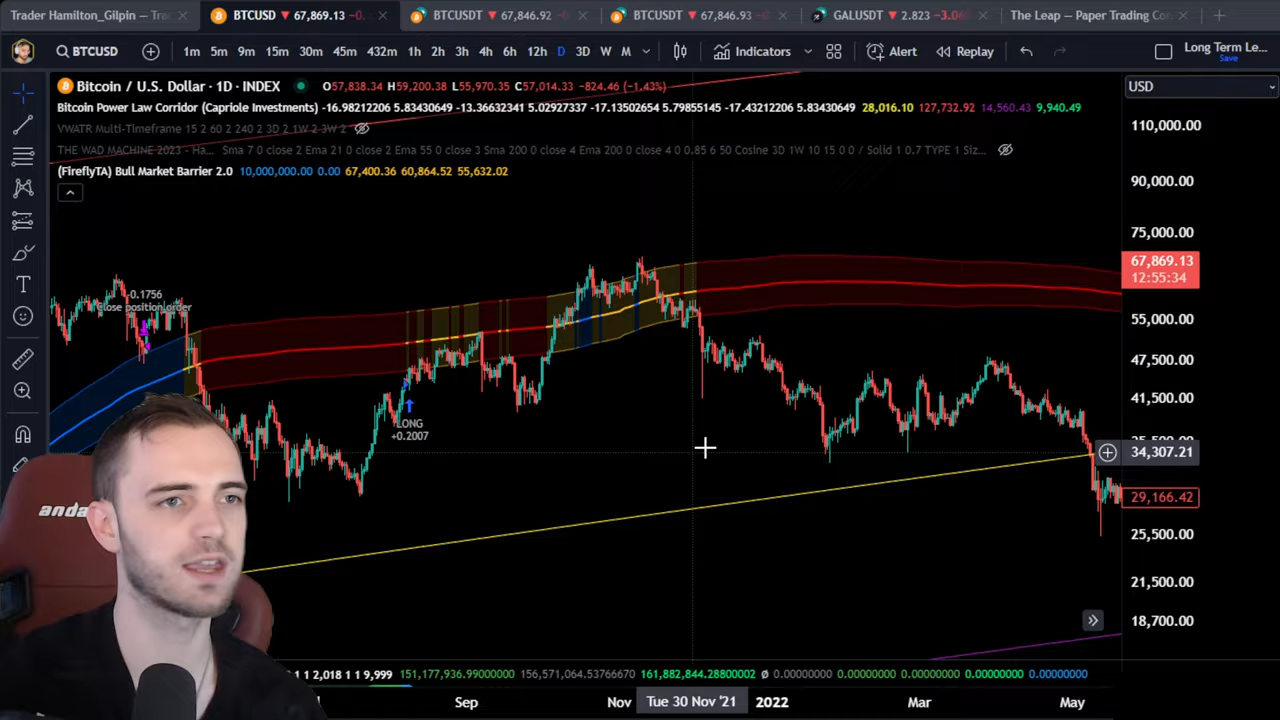 Trader Hamilton_Gilpin — Trading
BTCUSD 67,869.13 -0.
BTCUSDT 67,846.92
BTCUSDT 67,846.93
GALUSDT 2.823 -3.06
The Leap — Paper Trading Co
BTCUSD 1m 5m 9m 15m 30m 45m 432m 1h 2h 3h 4h 6h 12h D 3D W M Indicators Alert Replay Long Term Le...
Save
Bitcoin / U.S. Dollar · 1D · INDEX O57,838.34 H59,200.38 L55,970.35 C57,014.33 -824.46 (-1.43%)
USD
Bitcoin Power Law Corridor (Capriole Investments) -16.98212206 5.83430649 -13.36632341 5.02927337 -17.13502654 5.79855145 -17.43212206 5.83430649 28,016.10 127,732.92 14,560.43 9,940.49
VWATR Multi-Timeframe 15 2 60 2 240 2 3D 2 1W 2 3W 2
THE WAD MACHINE 2023 - Ha... Sma 7 0 close 2 Ema 21 0 close 2 Ema 55 0 close 3 Sma 200 0 close 4 Ema 200 0 close 4 0 0.85 6 50 Cosine 3D 1W 10 15 0 0 / Solid 1 0.7 TYPE 1 Siz...
(FireflyTA) Bull Market Barrier 2.0 10,000,000.00 0.00 67,400.36 60,864.52 55,632.02
110,000.00
90,000.00
75,000.00
67,869.13
12:55:34
55,000.00
47,500.00
41,500.00
34,307.21
29,166.42
25,500.00
21,500.00
18,700.00
-0.1756
Close position order
LONG
+0.2007
anda
1 1 2,018 1 1 9,999 151,177,936.99000000 156,571,064.53766670 161,882,844.28800002 ø 0.00000000 0.00000000 0.00000000 0.00000000 0.00000000
Sep Nov Tue 30 Nov '21 2022 Mar May